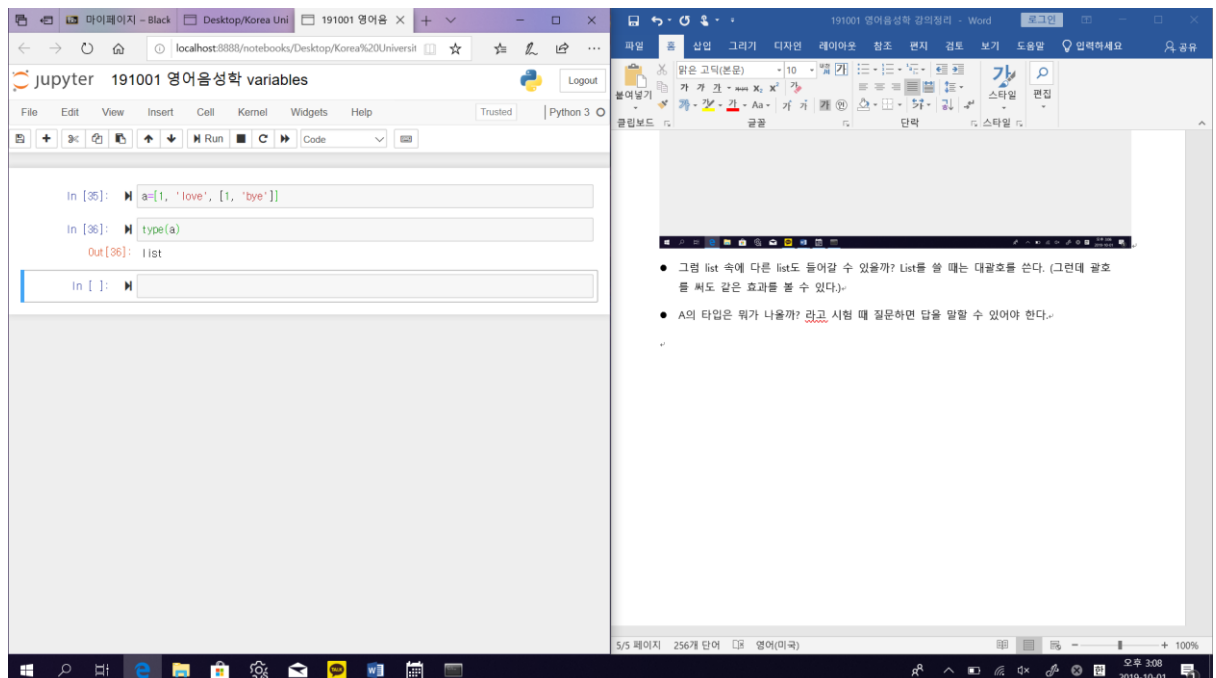 마이페이지 – Black
Desktop/Korea Uni
191001 영어음
localhost:8888/notebooks/Desktop/Korea%20Universit
jupyter 191001 영어음성학 variables
Logout
File Edit View Insert Cell Kernel Widgets Help
Trusted
Python 3
Run
Code
In [35]: a=[1, 'love', [1, 'bye']]
In [36]: type(a)
Out[36]: list
In [ ]:
191001 영어음성학 강의정리 - Word
로그인
파일 홈 삽입 그리기 디자인 레이아웃 참조 편지 검토 보기 도움말 입력하세요 공유
붙여넣기
맑은 고딕(본문) 10
가 가 가
스타일
편집
클립보드 글꼴 단락 스타일
● 그럼 list 속에 다른 list도 들어갈 수 있을까? List를 쓸 때는 대괄호를 쓴다. (그런데 괄호
를 써도 같은 효과를 볼 수 있다.)
● A의 타입은 뭐가 나올까? 라고 시험 때 질문하면 답을 말할 수 있어야 한다.
5/5 페이지 256개 단어 영어(미국)
100%
오후 3:08
2019-10-01